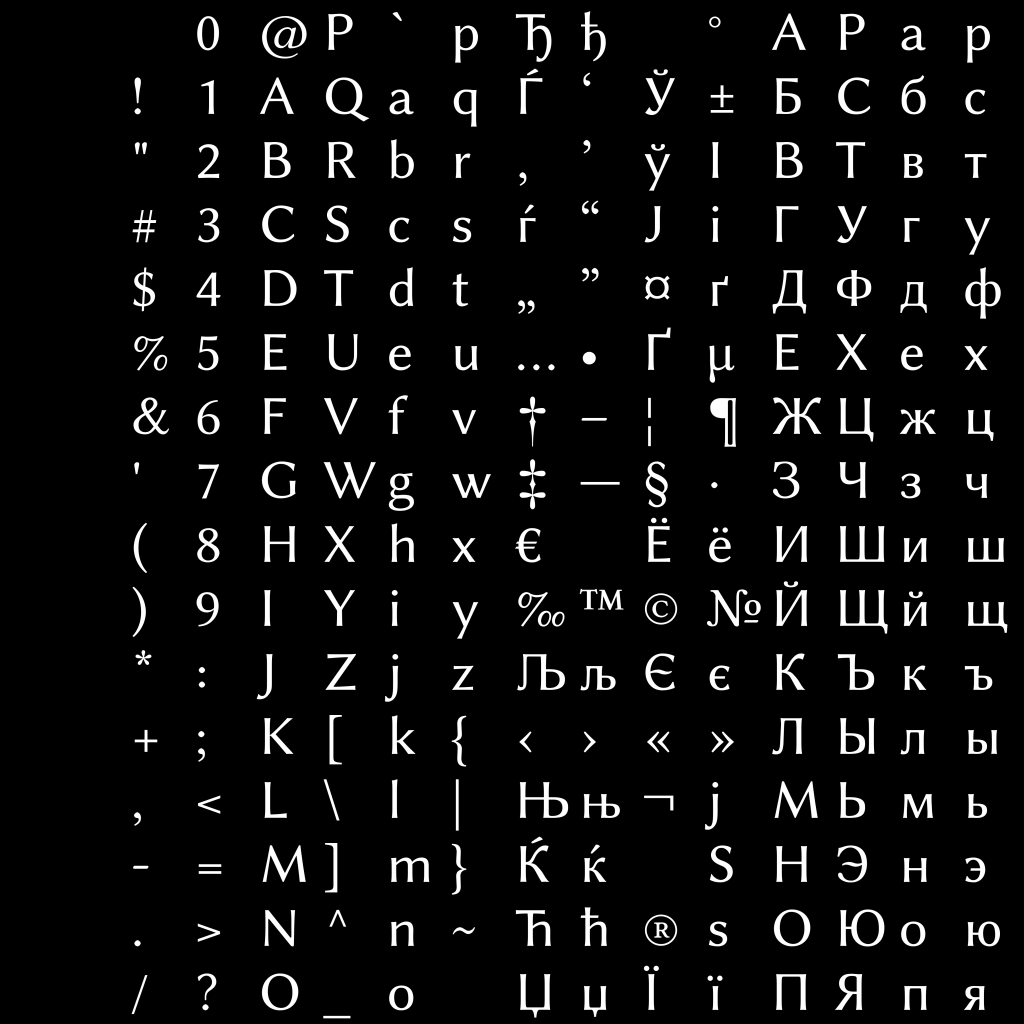 0 @ P ` p Ђ ђ ° А Р а р
! 1 A Q a q Ѓ ‘ Ў ± Б С б с
" 2 B R b r ‚ ’ ў І В Т в т
# 3 C S c s ѓ “ Ј і Г У г у
$ 4 D T d t „ ” ¤ ґ Д Ф д ф
% 5 E U e u … • Ґ µ Е Х е х
& 6 F V f v † – ¦ ¶ Ж Ц ж ц
' 7 G W g w ‡ — § · З Ч з ч
( 8 H X h x € Ё ё И Ш и ш
) 9 I Y i y ‰ ™ © № Й Щ й щ
* : J Z j z Љ љ Є є К Ъ к ъ
+ ; K [ k { ‹ › « » Л Ы л ы
, < L \ l | Њ њ ¬ ј М Ь м ь
- = M ] m } Ќ ќ Ѕ Н Э н э
. > N ^ n ~ Ћ ћ ® ѕ О Ю о ю
/ ? O _ o Џ џ Ї ї П Я п я